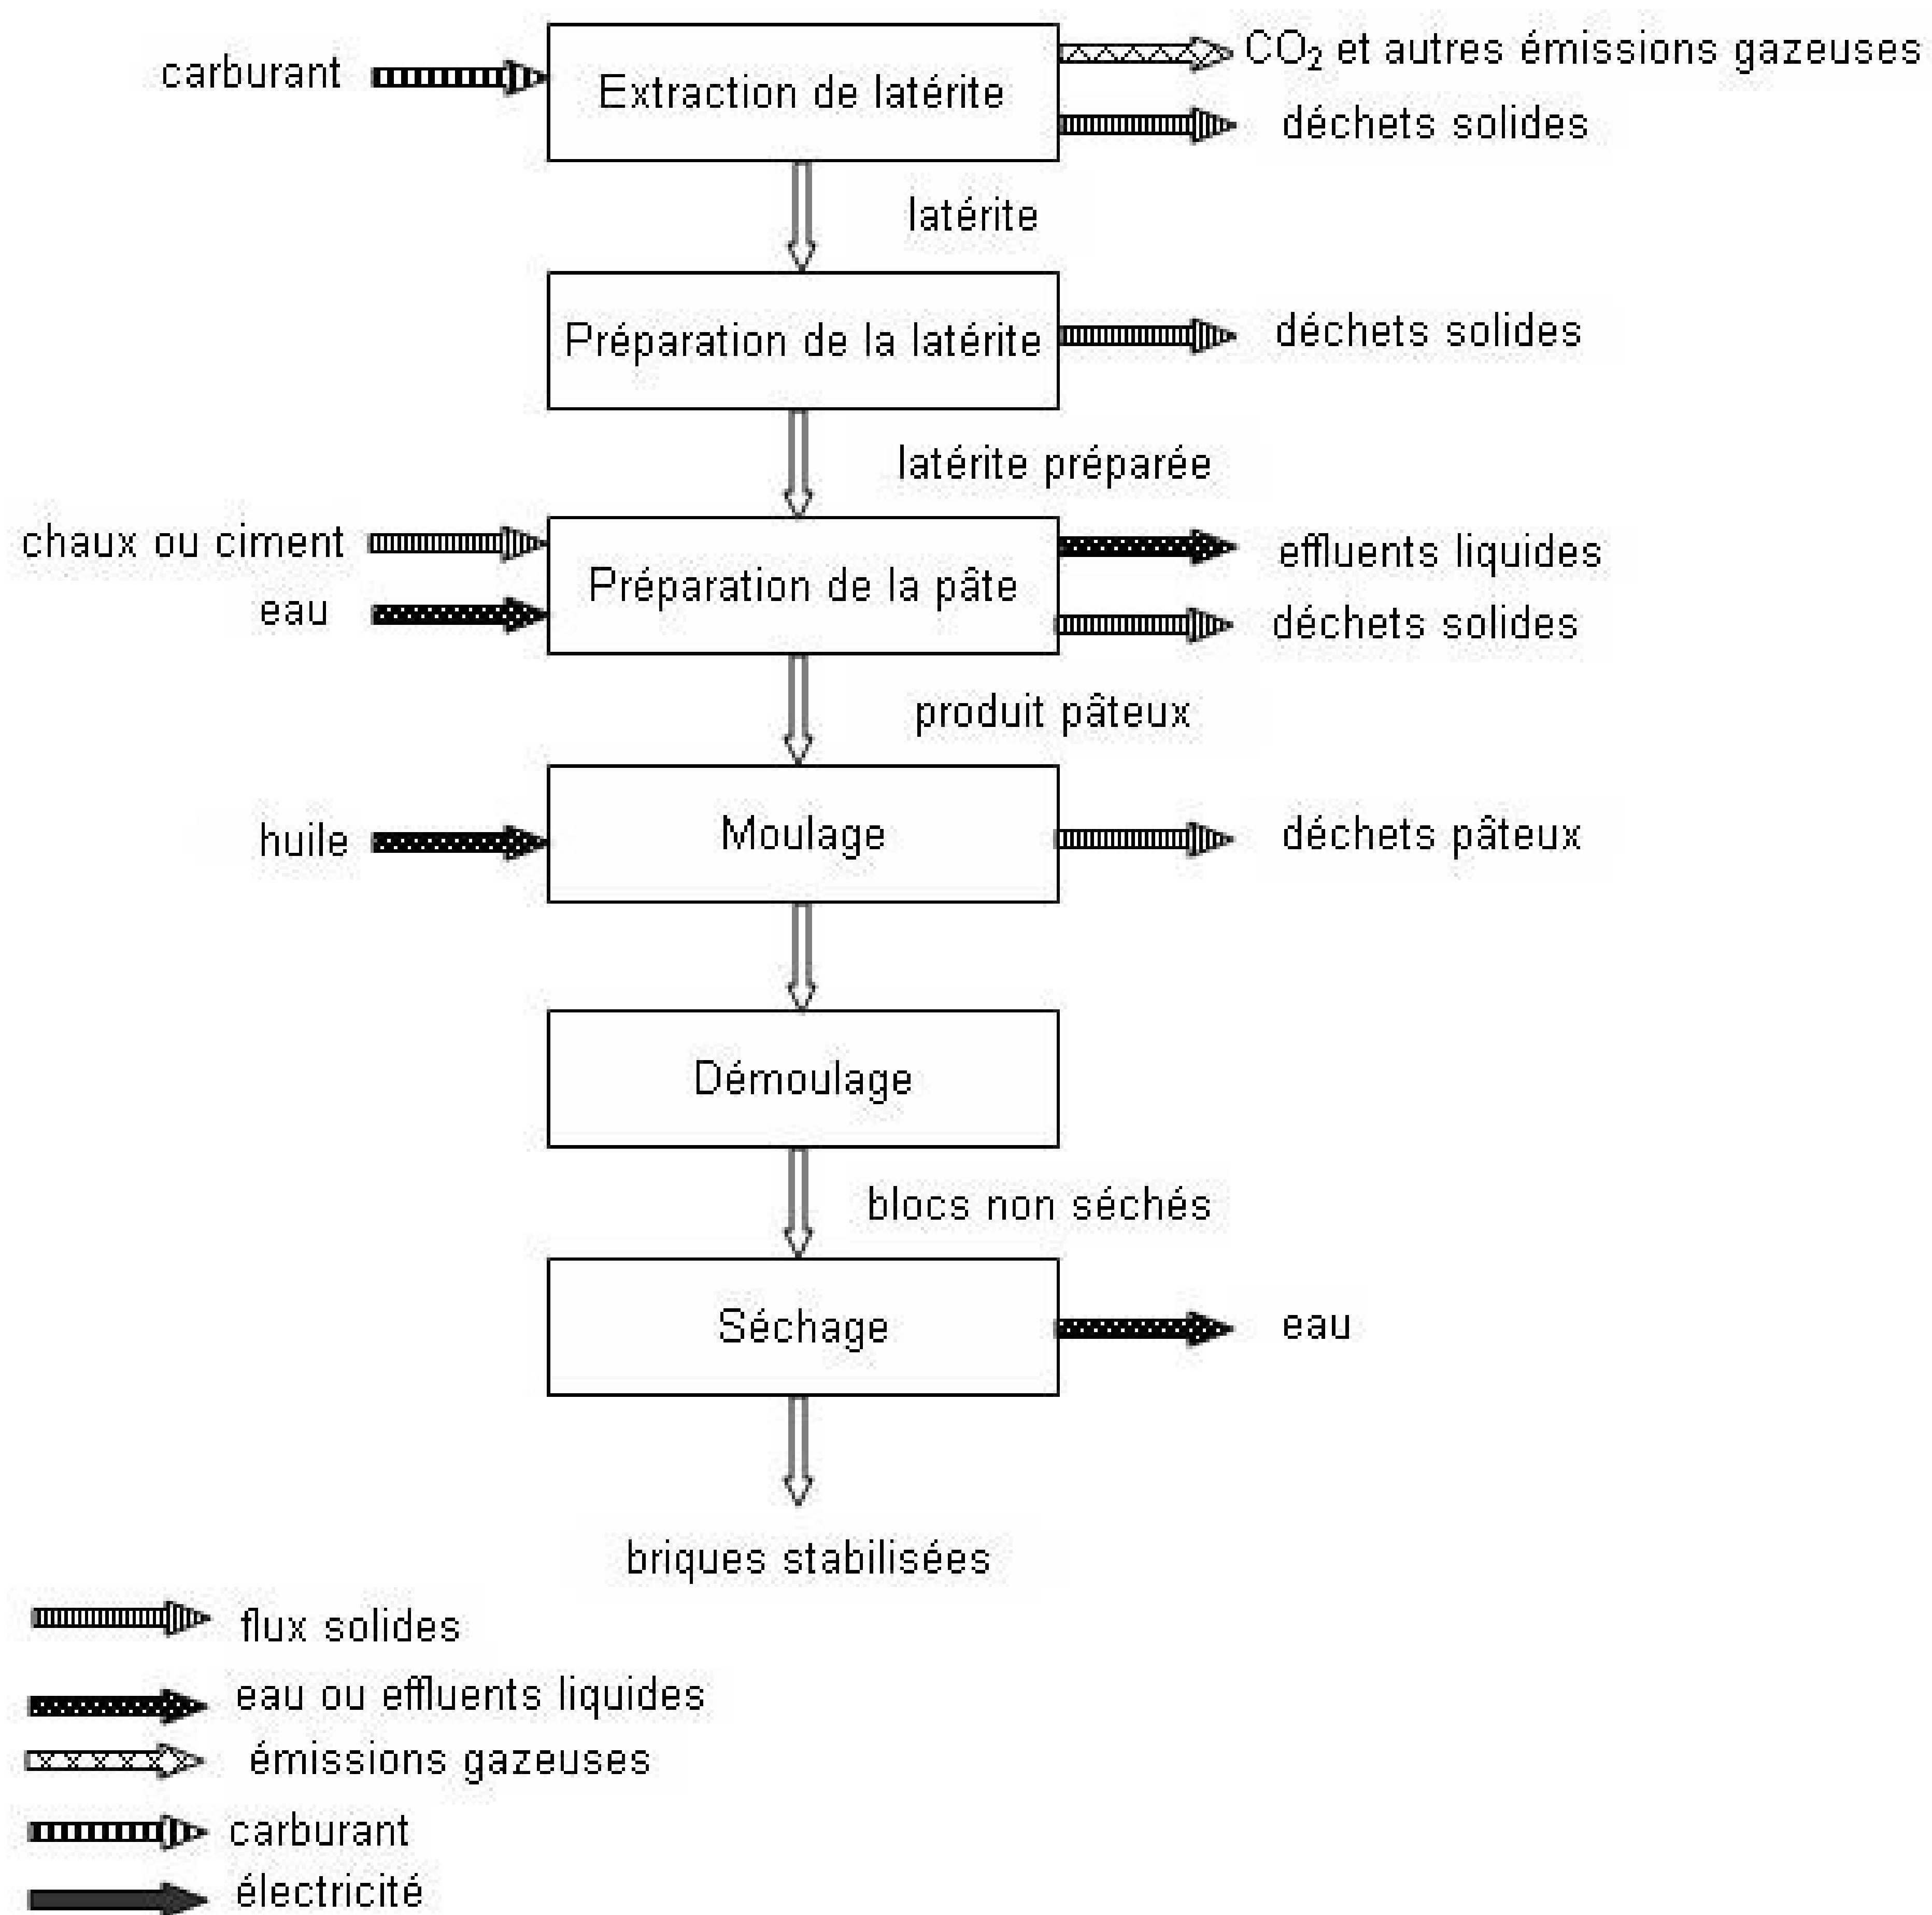 carburant
Extraction de latérite
CO₂ et autres émissions gazeuses
déchets solides
latérite
Préparation de la latérite
déchets solides
latérite préparée
chaux ou ciment
eau
Préparation de la pâte
effluents liquides
déchets solides
produit pâteux
huile
Moulage
déchets pâteux
Démoulage
blocs non séchés
Séchage
eau
briques stabilisées
flux solides
eau ou effluents liquides
émissions gazeuses
carburant
électricité